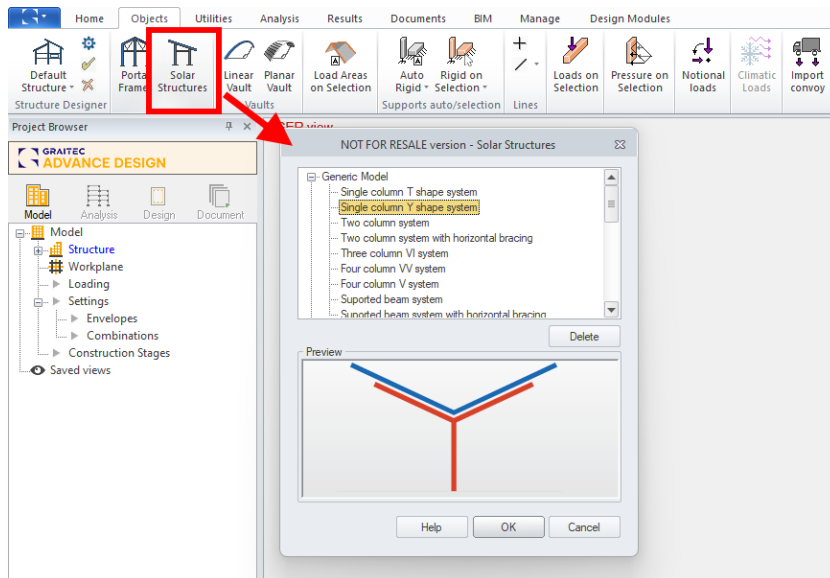 Home Objects Utilities Analysis Results Documents BIM Manage Design Modules
Default Structure
Portal Frame
Solar Structures
Linear Vault
Planar Vault
Load Areas on Selection
Auto Rigid
Rigid on Selection
Loads on Selection
Pressure on Selection
Notional loads
Climatic Loads
Import convoy
Structure Designer
Vaults
Supports auto/selection
Lines
Project Browser
USER view
GRAITEC
ADVANCE DESIGN
Model Analysis Design Document
Model
Structure
Workplane
Loading
Settings
Envelopes
Combinations
Construction Stages
Saved views
NOT FOR RESALE version - Solar Structures
Generic Model
Single column T shape system
Single column Y shape system
Two column system
Two column system with horizontal bracing
Three column VI system
Four column VV system
Four column V system
Suported beam system
Suported beam system with horizontal bracing
Delete
Preview
Help OK Cancel